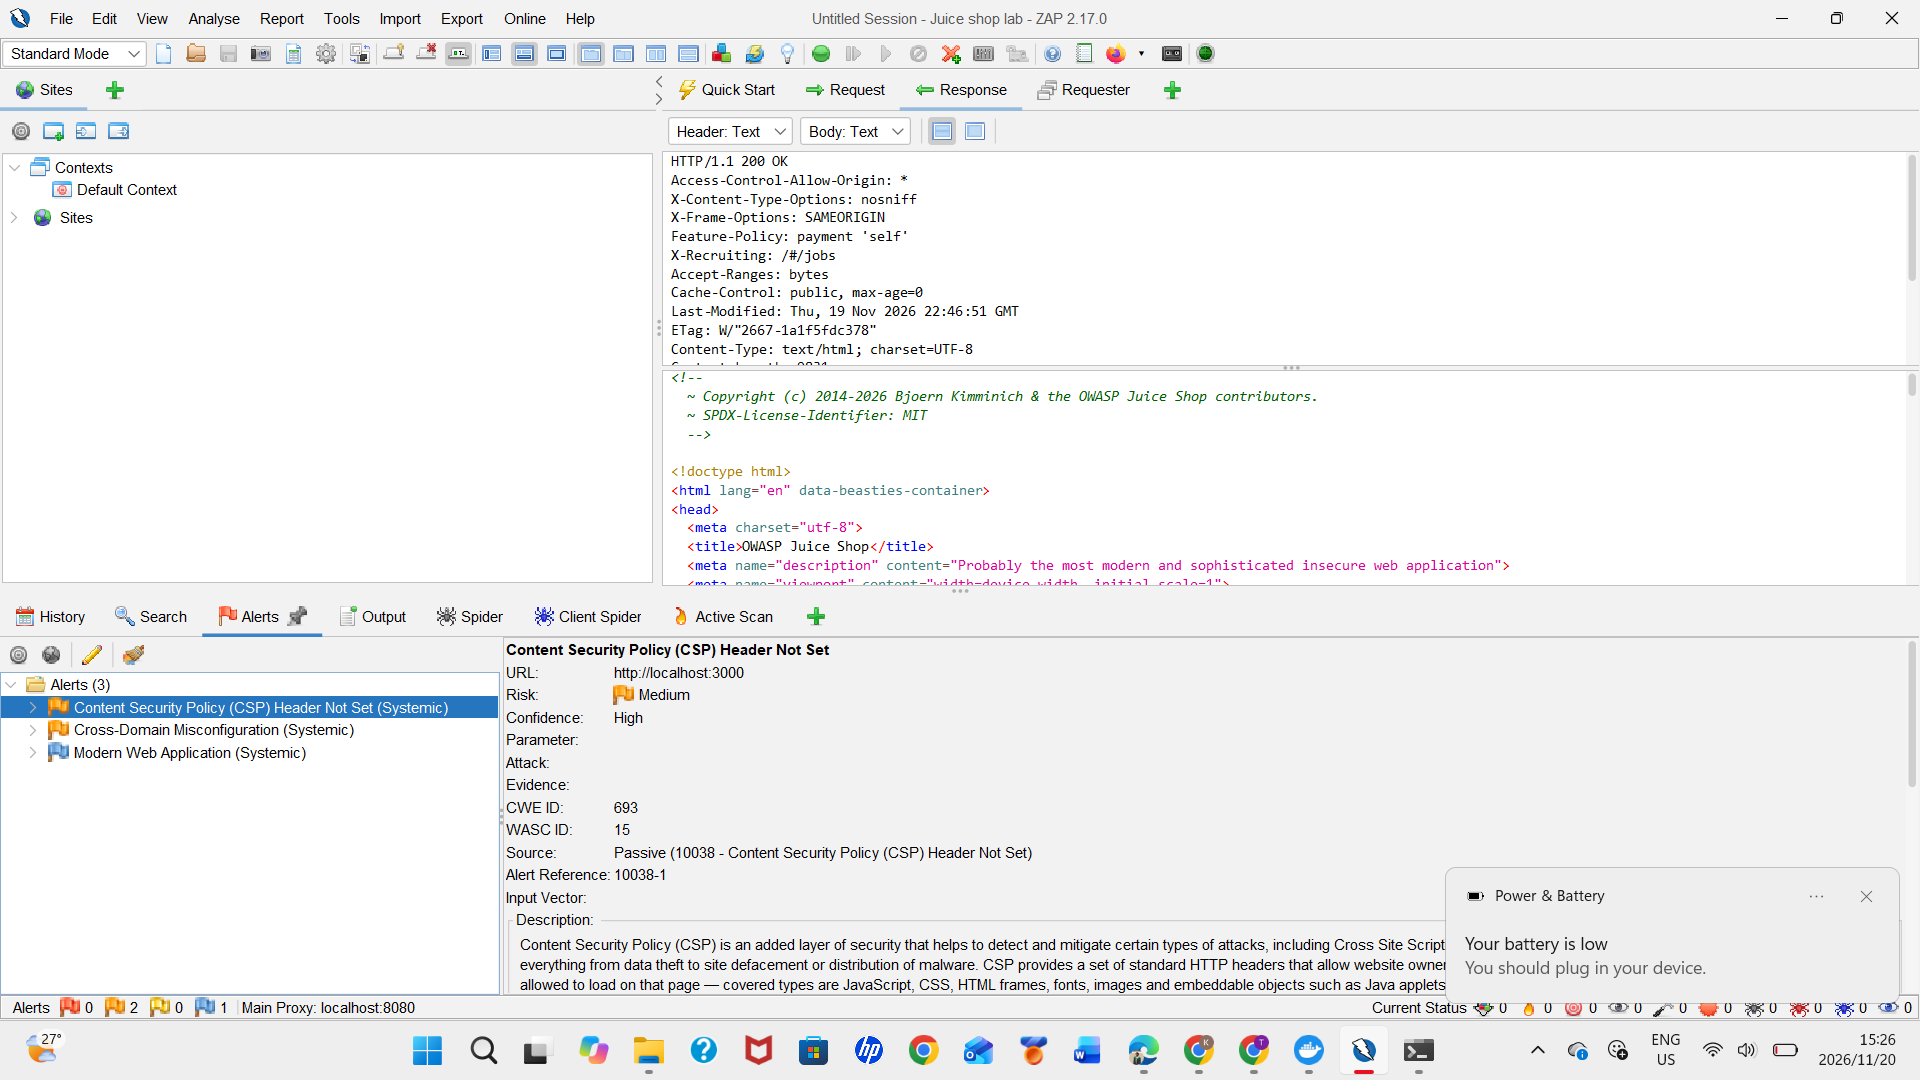 File Edit View Analyse Report Tools Import Export Online Help
Untitled Session - Juice shop lab - ZAP 2.17.0
Standard Mode
Sites
Quick Start Request Response Requester
Header: Text Body: Text
Contexts
Default Context
Sites
HTTP/1.1 200 OK
Access-Control-Allow-Origin: *
X-Content-Type-Options: nosniff
X-Frame-Options: SAMEORIGIN
Feature-Policy: payment 'self'
X-Recruiting: /#/jobs
Accept-Ranges: bytes
Cache-Control: public, max-age=0
Last-Modified: Thu, 19 Nov 2026 22:46:51 GMT
ETag: W/"2667-1a1f5fdc378"
Content-Type: text/html; charset=UTF-8
<!--
~ Copyright (c) 2014-2026 Bjoern Kimminich & the OWASP Juice Shop contributors.
~ SPDX-License-Identifier: MIT
-->
<!doctype html>
<html lang="en" data-beasties-container>
<head>
<meta charset="utf-8">
<title>OWASP Juice Shop</title>
<meta name="description" content="Probably the most modern and sophisticated insecure web application">
<meta name="viewport" content="width=device-width, initial-scale=1">
History Search Alerts Output Spider Client Spider Active Scan
Alerts (3)
Content Security Policy (CSP) Header Not Set (Systemic)
Cross-Domain Misconfiguration (Systemic)
Modern Web Application (Systemic)
Content Security Policy (CSP) Header Not Set
URL: http://localhost:3000
Risk: Medium
Confidence: High
Parameter:
Attack:
Evidence:
CWE ID: 693
WASC ID: 15
Source: Passive (10038 - Content Security Policy (CSP) Header Not Set)
Alert Reference: 10038-1
Input Vector:
Description:
Content Security Policy (CSP) is an added layer of security that helps to detect and mitigate certain types of attacks, including Cross Site Script
everything from data theft to site defacement or distribution of malware. CSP provides a set of standard HTTP headers that allow website owner
allowed to load on that page — covered types are JavaScript, CSS, HTML frames, fonts, images and embeddable objects such as Java applets
Power & Battery
Your battery is low
You should plug in your device.
Alerts 0 2 0 1 Main Proxy: localhost:8080
Current Status 0 0 0 0 0 0 0 0 0 0
27°
hp
K
T
ENG
US
15:26
2026/11/20